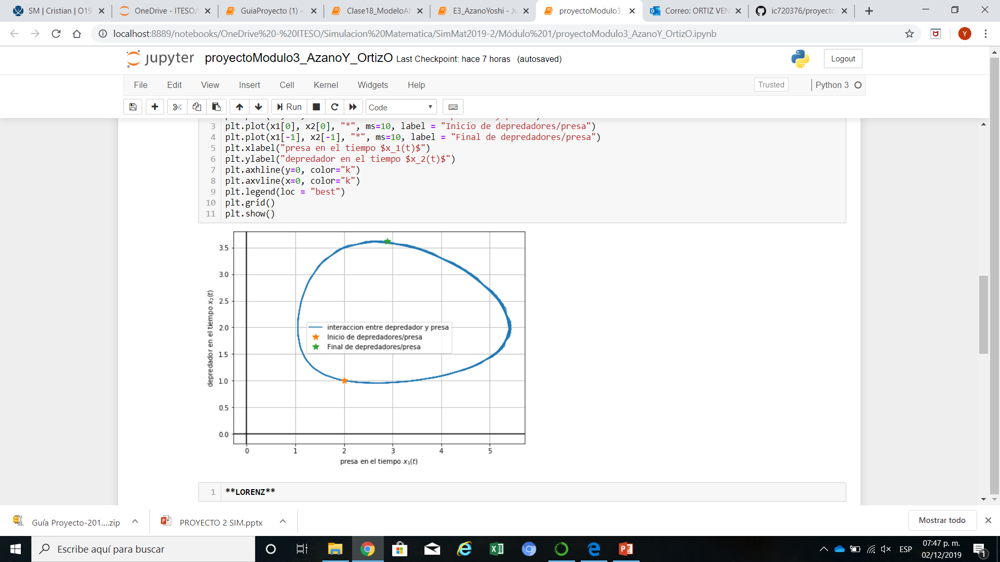 SM | Cristian | O19
OneDrive - ITESO/
GuiaProyecto (1) -
Clase18_ModeloAl
E3_AzanoYoshi - Ju
proyectoModulo3_
Correo: ORTIZ VEN
ic720376/proyecto
localhost:8889/notebooks/OneDrive%20-%20ITESO/Simulacion%20Matematica/SimMat2019-2/Módulo%201/proyectoModulo3_AzanoY_OrtizO.ipynb
Y
jupyter proyectoModulo3_AzanoY_OrtizO Last Checkpoint: hace 7 horas (autosaved)
Logout
File Edit View Insert Cell Kernel Widgets Help
Trusted
Python 3
Run
Code
3 plt.plot(x1[0], x2[0], "*", ms=10, label = "Inicio de depredadores/presa")
4 plt.plot(x1[-1], x2[-1], "*", ms=10, label = "Final de depredadores/presa")
5 plt.xlabel("presa en el tiempo $x_1(t)$")
6 plt.ylabel("depredador en el tiempo $x_2(t)$")
7 plt.axhline(y=0, color="k")
8 plt.axvline(x=0, color="k")
9 plt.legend(loc = "best")
10 plt.grid()
11 plt.show()
3.5
3.0
2.5
2.0
1.5
1.0
0.5
0.0
depredador en el tiempo x₂(t)
interaccion entre depredador y presa
Inicio de depredadores/presa
Final de depredadores/presa
0 1 2 3 4 5
presa en el tiempo x₁(t)
1 **LORENZ**
Guía Proyecto-201....zip
PROYECTO 2 SIM.pptx
Mostrar todo
Escribe aquí para buscar
ESP
07:47 p. m.
02/12/2019
1